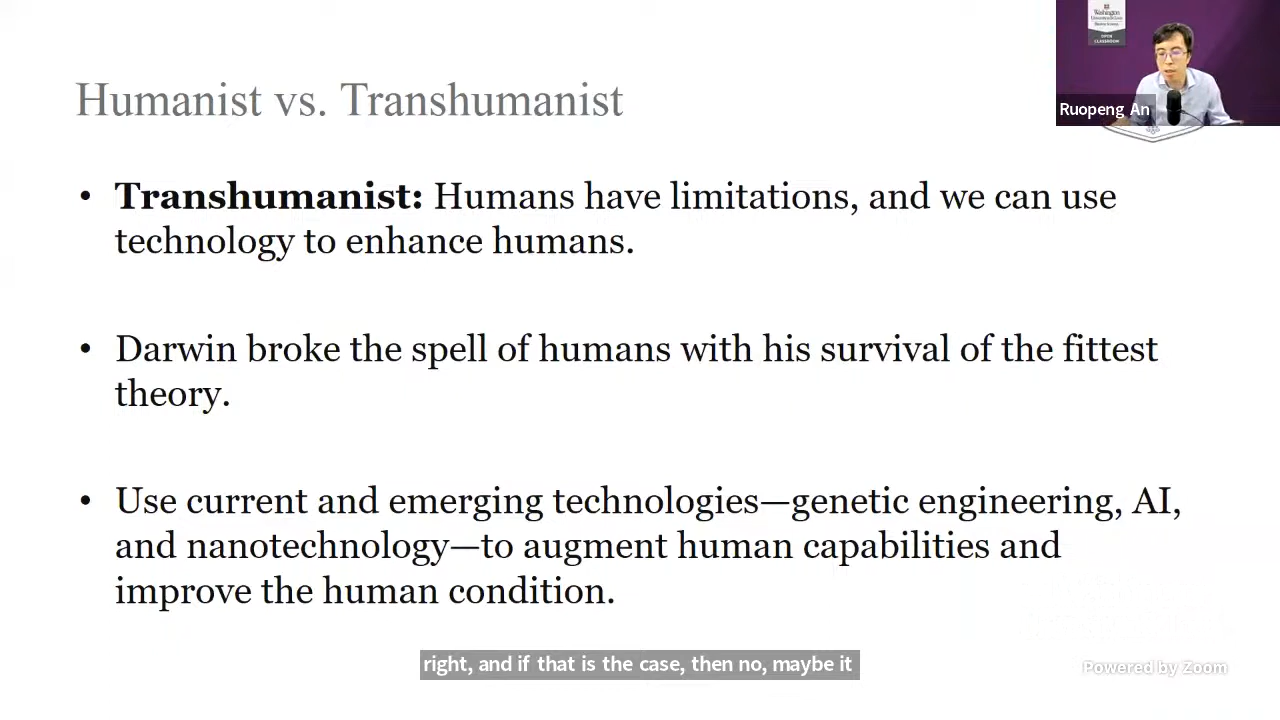 Washington
OPEN
CLASSROOM
Ruopeng An
Humanist vs. Transhumanist
• Transhumanist: Humans have limitations, and we can use
technology to enhance humans.
• Darwin broke the spell of humans with his survival of the fittest
theory.
• Use current and emerging technologies—genetic engineering, AI,
and nanotechnology—to augment human capabilities and
improve the human condition.
right, and if that is the case, then no, maybe it
Powered by Zoom